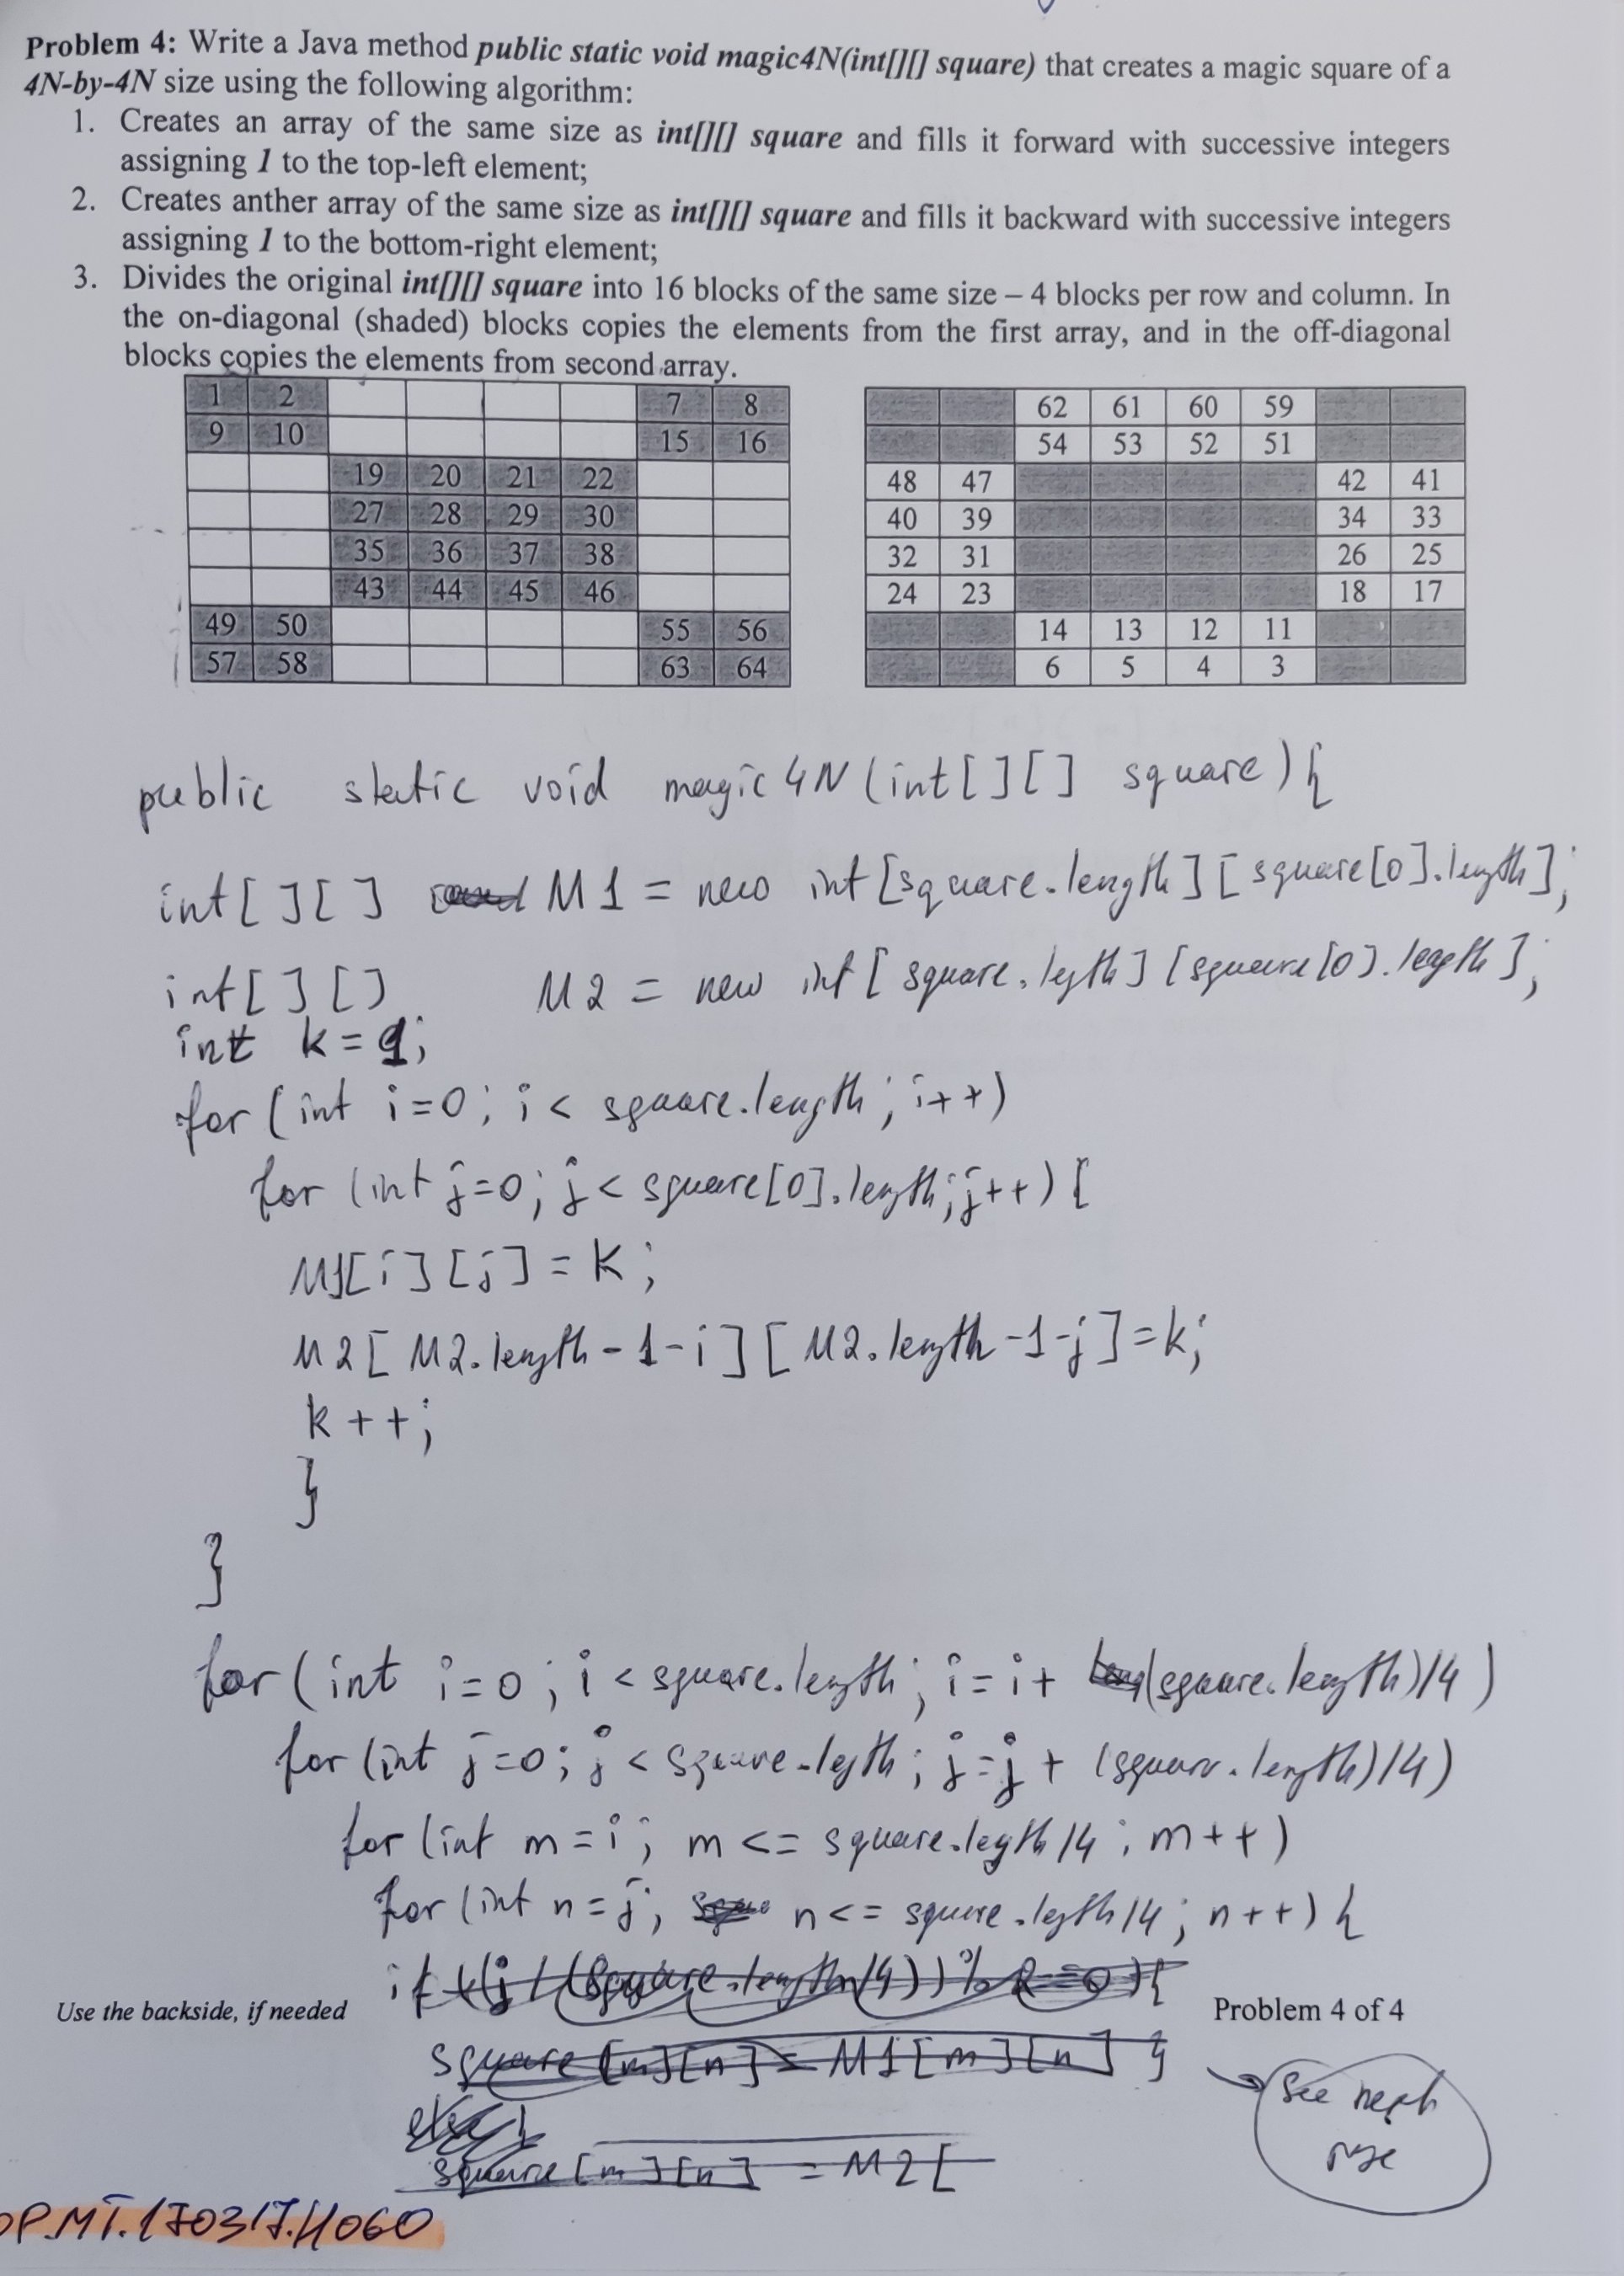 Problem 4: Write a Java method public static void magic4N(int[][] square) that creates a magic square of a
4N-by-4N size using the following algorithm:
1. Creates an array of the same size as int[][] square and fills it forward with successive integers
assigning 1 to the top-left element;
2. Creates anther array of the same size as int[][] square and fills it backward with successive integers
assigning 1 to the bottom-right element;
3. Divides the original int[][] square into 16 blocks of the same size – 4 blocks per row and column. In
the on-diagonal (shaded) blocks copies the elements from the first array, and in the off-diagonal
blocks copies the elements from second array.
1 2 7 8
9 10 15 16
19 20 21 22
27 28 29 30
35 36 37 38
43 44 45 46
49 50 55 56
57 58 63 64
62 61 60 59
54 53 52 51
48 47 42 41
40 39 34 33
32 31 26 25
24 23 18 17
14 13 12 11
6 5 4 3
public static void magic4N(int[][] square){
int[][] M1 = new int[square.length][square[0].length];
int[][] M2 = new int[square.legth][square[0].length];
int k=1;
for(int i=0; i< square.length; i++)
for (int j=0; j< square[0].length; j++) {
M1[i][j]=k;
M2[M2.length-1-i][M2.length-1-j]=k;
k++;
}
}
for(int i=0; i<square.length; i=i+(square.length)/4)
for(int j=0; j<square.legth; j=j+(square.length)/4)
for(int m=i; m<=square.legth/4; m++)
for(int n=j; n<=square.legth/4; n++){
if ((j/(square.length/4))%2==0){
Use the backside, if needed
Problem 4 of 4
square[m][n]=M1[m][n] }
else{
square[m][n] = M2[
See
OP.MT.170317.H060